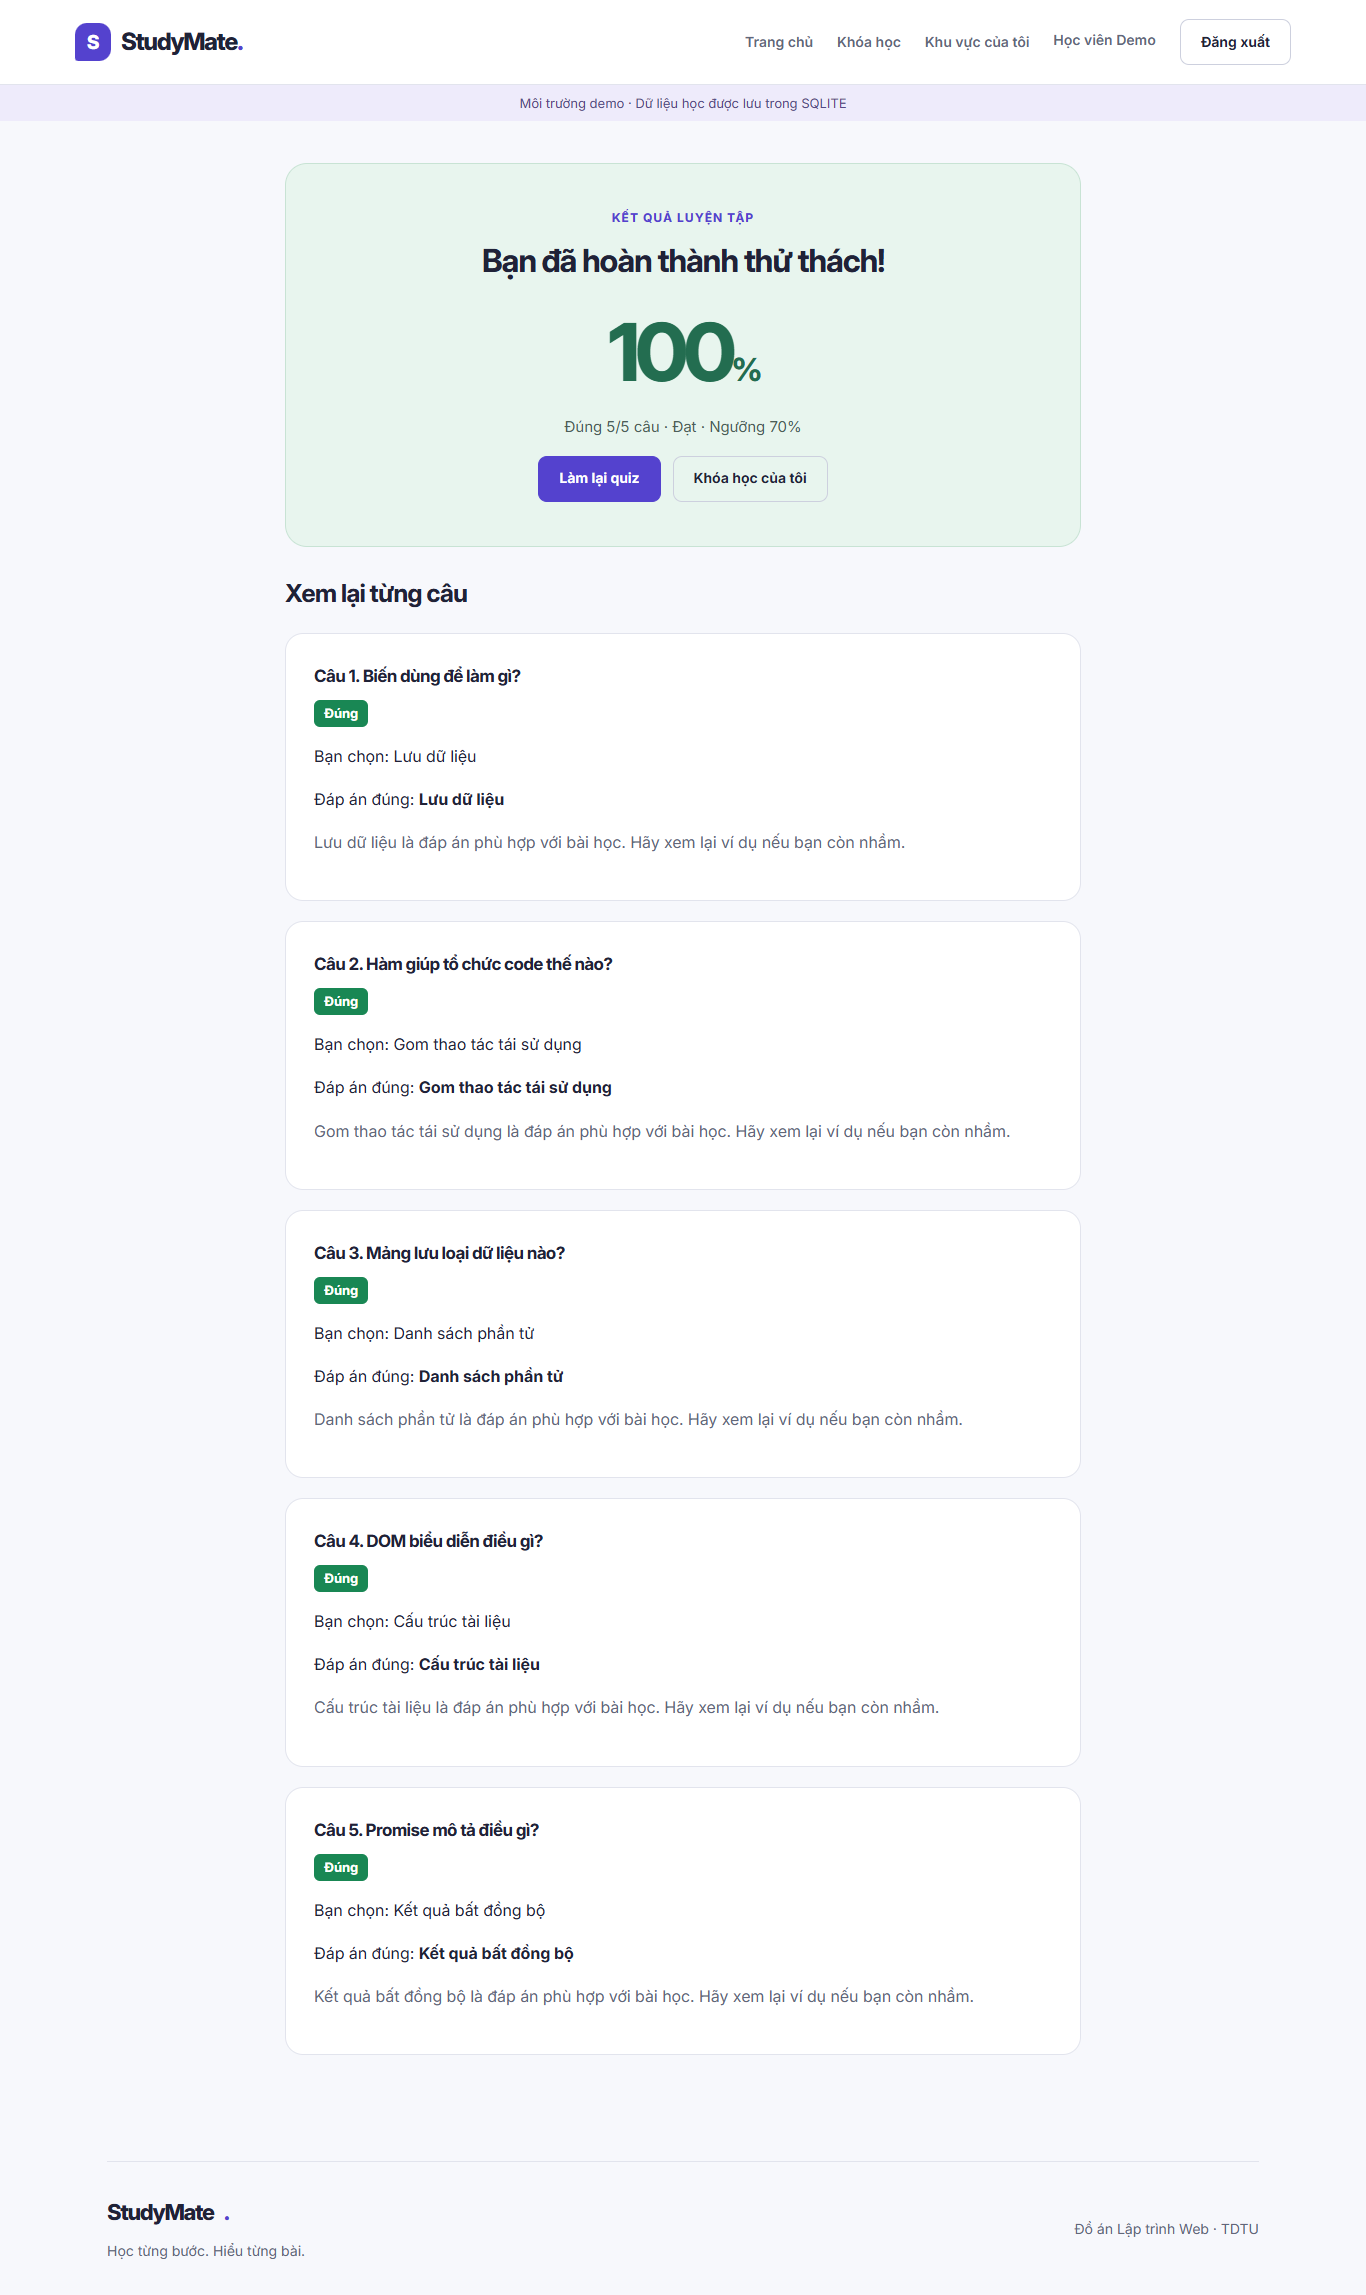 S StudyMate.
Trang chủ Khóa học Khu vực của tôi Học viên Demo Đăng xuất
Môi trường demo · Dữ liệu học được lưu trong SQLITE
KẾT QUẢ LUYỆN TẬP
Bạn đã hoàn thành thử thách!
100%
Đúng 5/5 câu · Đạt · Ngưỡng 70%
Làm lại quiz Khóa học của tôi
Xem lại từng câu
Câu 1. Biến dùng để làm gì?
Đúng
Bạn chọn: Lưu dữ liệu
Đáp án đúng: Lưu dữ liệu
Lưu dữ liệu là đáp án phù hợp với bài học. Hãy xem lại ví dụ nếu bạn còn nhầm.
Câu 2. Hàm giúp tổ chức code thế nào?
Đúng
Bạn chọn: Gom thao tác tái sử dụng
Đáp án đúng: Gom thao tác tái sử dụng
Gom thao tác tái sử dụng là đáp án phù hợp với bài học. Hãy xem lại ví dụ nếu bạn còn nhầm.
Câu 3. Mảng lưu loại dữ liệu nào?
Đúng
Bạn chọn: Danh sách phần tử
Đáp án đúng: Danh sách phần tử
Danh sách phần tử là đáp án phù hợp với bài học. Hãy xem lại ví dụ nếu bạn còn nhầm.
Câu 4. DOM biểu diễn điều gì?
Đúng
Bạn chọn: Cấu trúc tài liệu
Đáp án đúng: Cấu trúc tài liệu
Cấu trúc tài liệu là đáp án phù hợp với bài học. Hãy xem lại ví dụ nếu bạn còn nhầm.
Câu 5. Promise mô tả điều gì?
Đúng
Bạn chọn: Kết quả bất đồng bộ
Đáp án đúng: Kết quả bất đồng bộ
Kết quả bất đồng bộ là đáp án phù hợp với bài học. Hãy xem lại ví dụ nếu bạn còn nhầm.
StudyMate .
Học từng bước. Hiểu từng bài.
Đồ án Lập trình Web · TDTU